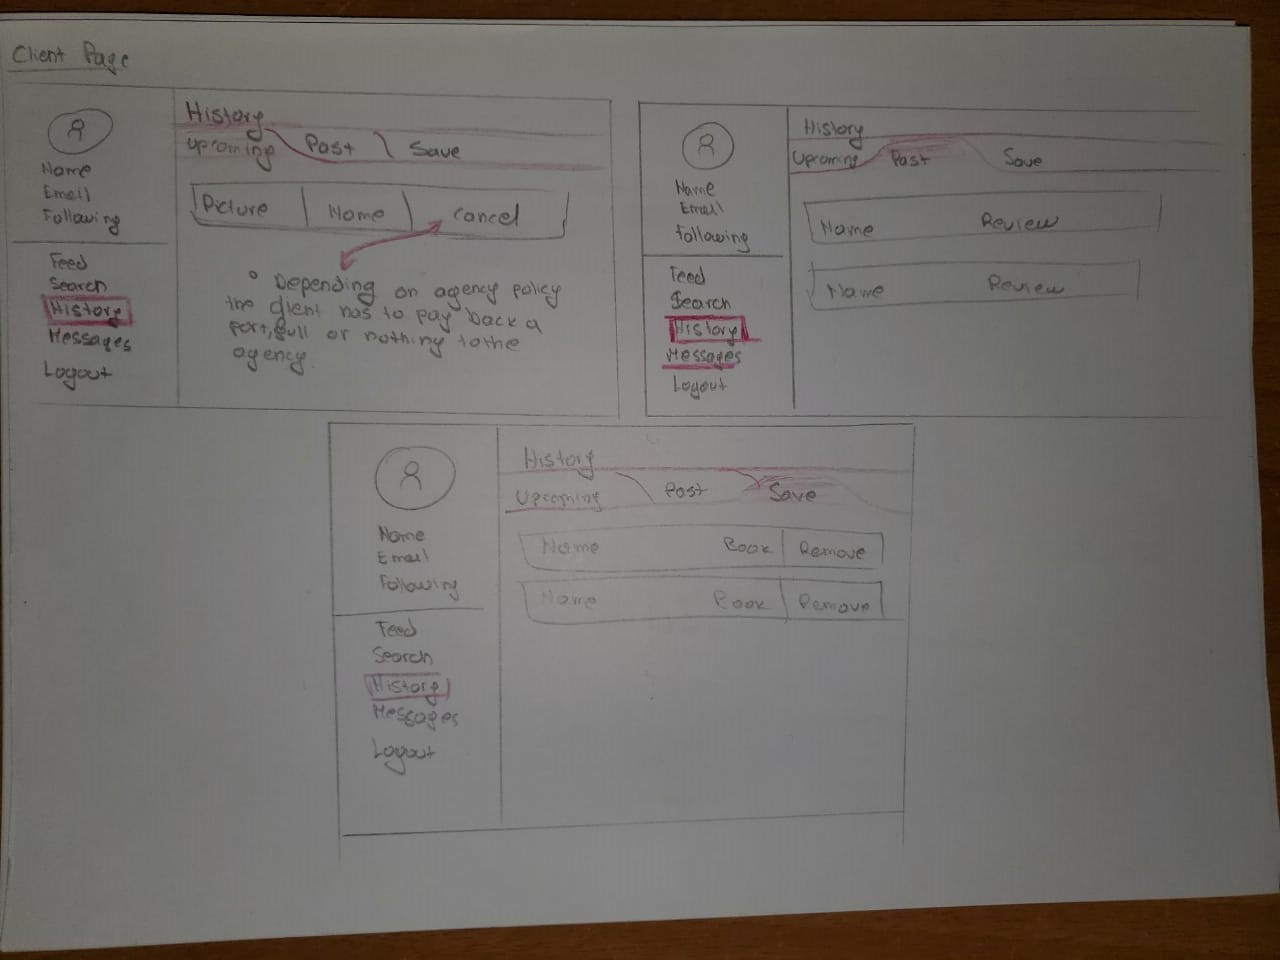 Client Page
Name
Email
Following
Feed
Search
History
Messages
Logout
History
Upcoming Past Save
Picture Name Cancel
° Depending on agency policy
the client has to pay back a
part, full or nothing to the
agency.
Name
Email
Following
Feed
Search
History
Messages
Logout
History
Upcoming Past Save
Name Review
Name Review
Name
Email
Following
Feed
Search
History
Messages
Logout
History
Upcoming Past Save
Name Book Remove
Name Book Remove